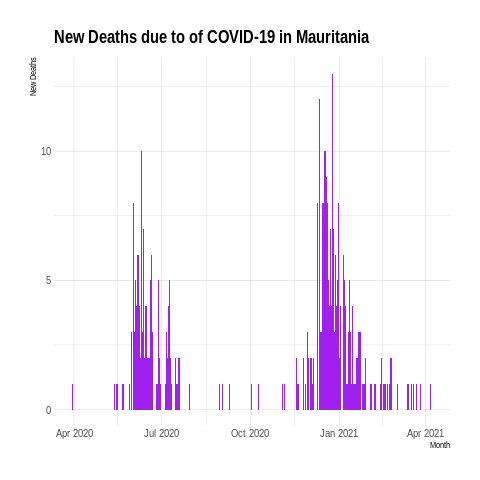 New Deaths due to of COVID-19 in Mauritania
New Deaths
10
5
0
Apr 2020 Jul 2020 Oct 2020 Jan 2021 Apr 2021
Month